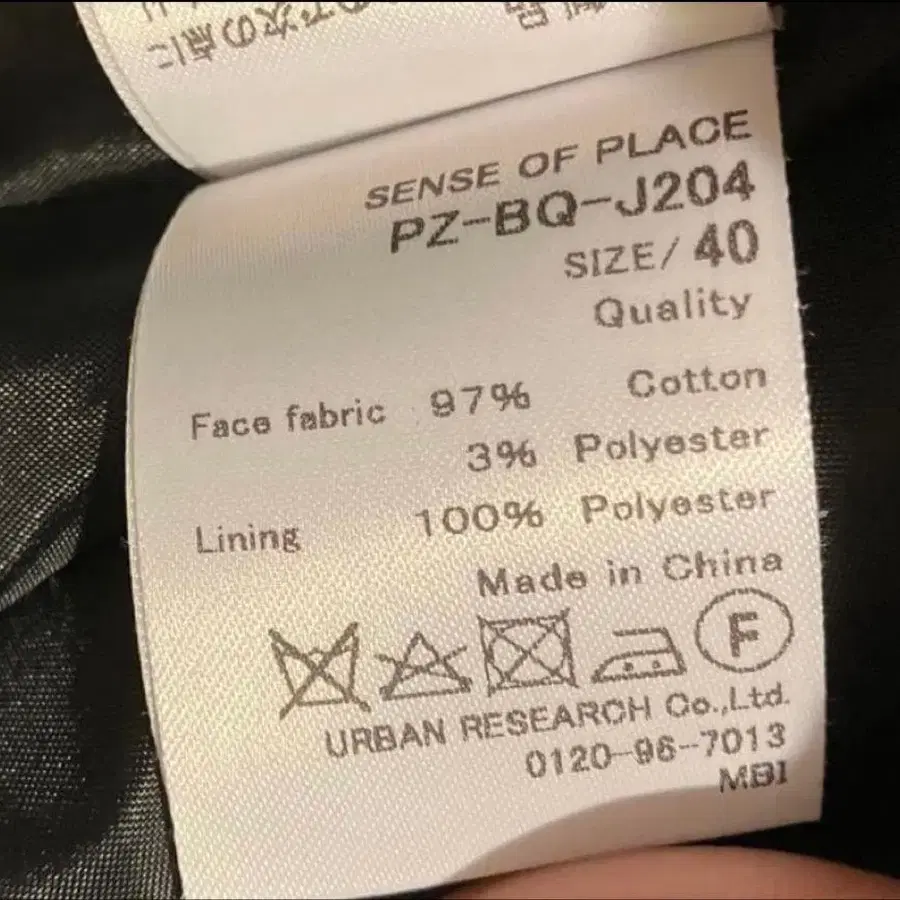 SENSE OF PLACE
PZ-BQ-J204
SIZE/ 40
Quality
Face fabric 97% Cotton
3% Polyester
Lining 100% Polyester
Made in China
F
URBAN RESEARCH Co.,Ltd.
0120-96-7013
MBI